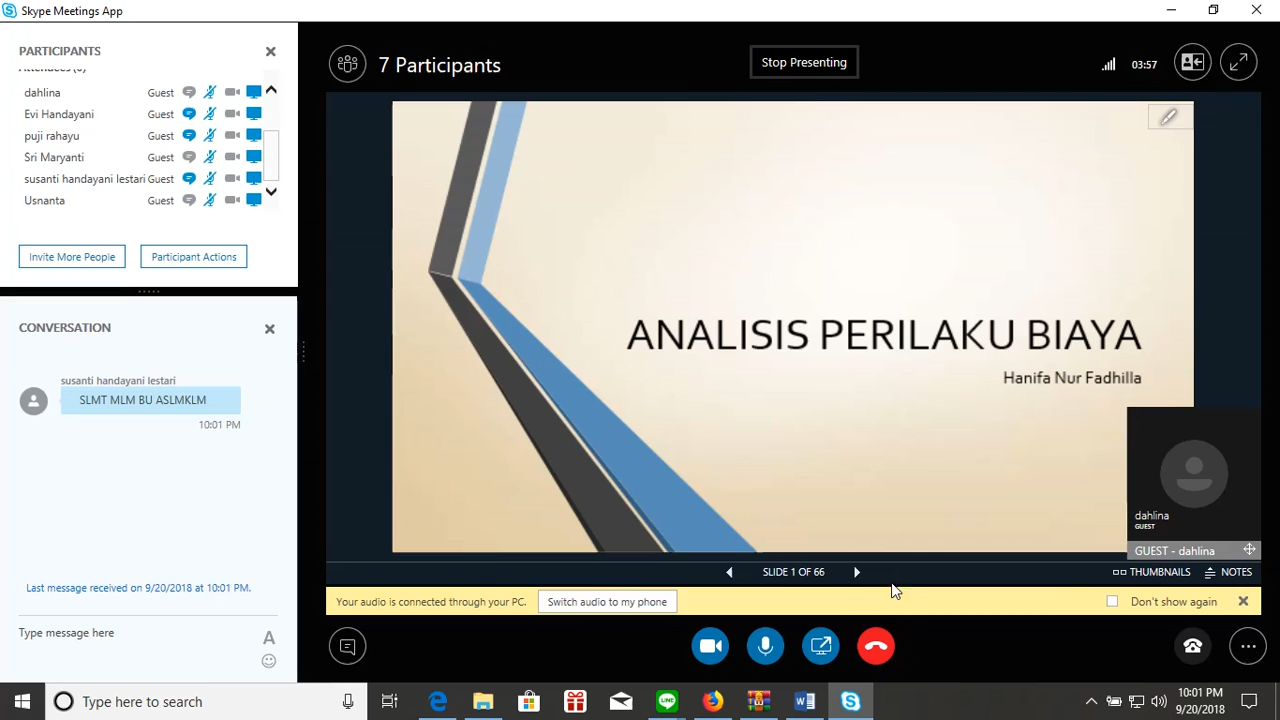 Skype Meetings App
PARTICIPANTS
dahlina Guest
Evi Handayani Guest
puji rahayu Guest
Sri Maryanti Guest
susanti handayani lestari Guest
Usnanta Guest
Invite More People
Participant Actions
CONVERSATION
susanti handayani lestari
SLMT MLM BU ASLMKLM
10:01 PM
Last message received on 9/20/2018 at 10:01 PM.
Type message here
A
7 Participants
Stop Presenting
03:57
ANALISIS PERILAKU BIAYA
Hanifa Nur Fadhilla
dahlina
GUEST
GUEST - dahlina
SLIDE 1 OF 66
THUMBNAILS
NOTES
Your audio is connected through your PC.
Switch audio to my phone
Don't show again
Type here to search
10:01 PM
9/20/2018